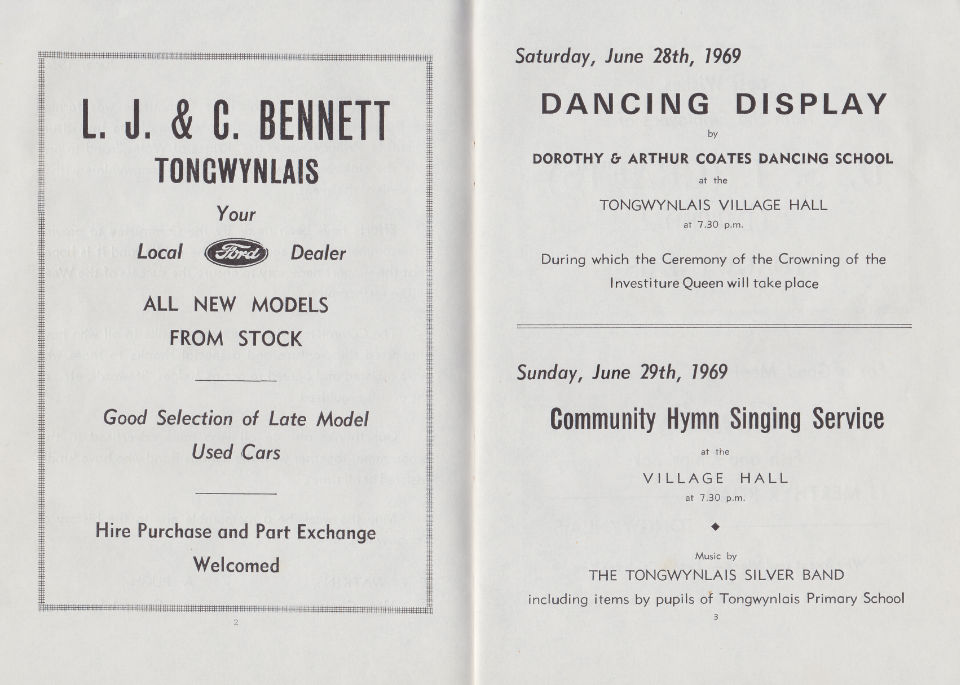 L. J. & C. BENNETT
TONGWYNLAIS
Your
Local Ford Dealer
ALL NEW MODELS
FROM STOCK
Good Selection of Late Model
Used Cars
Hire Purchase and Part Exchange
Welcomed
2
Saturday, June 28th, 1969
DANCING DISPLAY
by
DOROTHY & ARTHUR COATES DANCING SCHOOL
at the
TONGWYNLAIS VILLAGE HALL
at 7.30 p.m.
During which the Ceremony of the Crowning of the
Investiture Queen will take place
Sunday, June 29th, 1969
Community Hymn Singing Service
at the
VILLAGE HALL
at 7.30 p.m.
Music by
THE TONGWYNLAIS SILVER BAND
including items by pupils of Tongwynlais Primary School
3